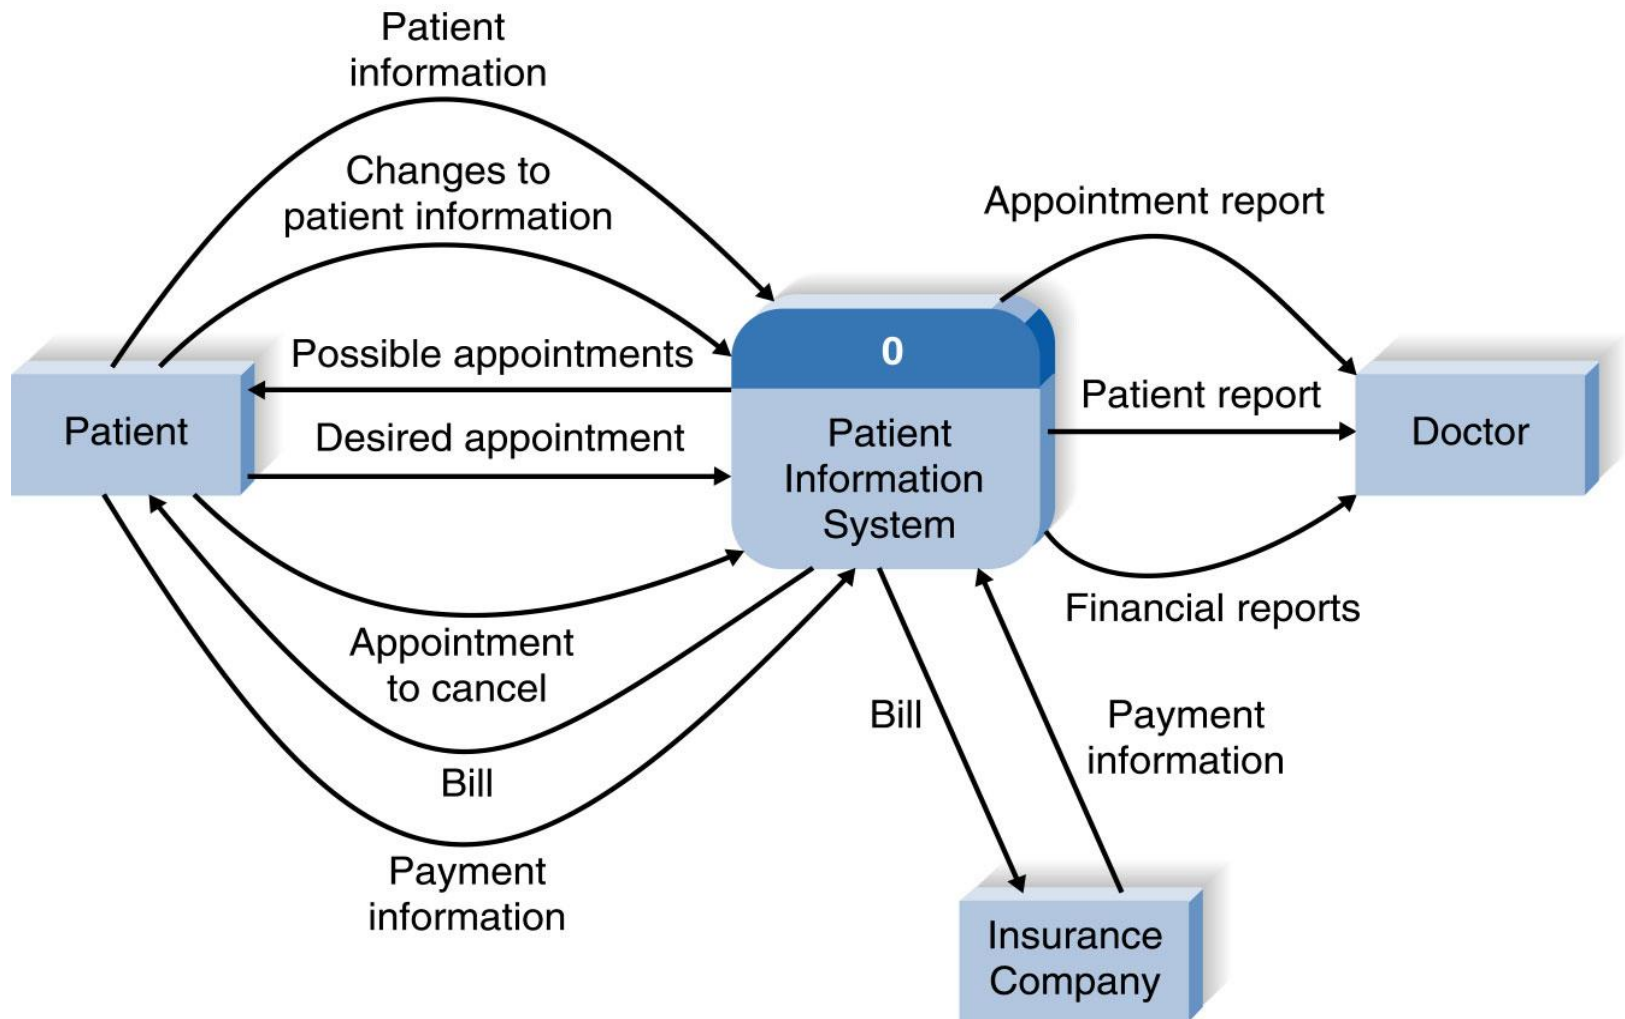 Patient
information
Changes to
patient information
Appointment report
Possible appointments
0
Patient report
Patient
Desired appointment
Patient
Information
System
Doctor
Financial reports
Appointment
to cancel
Bill
Payment
information
Bill
Payment
information
Insurance
Company